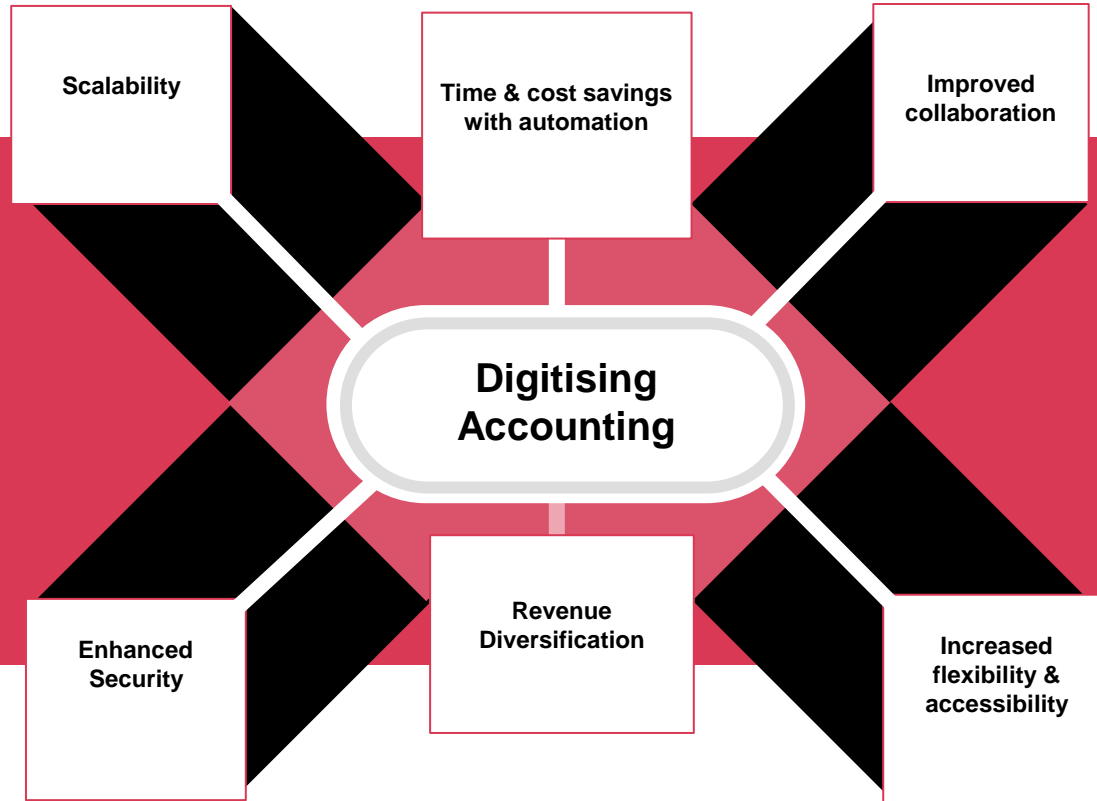 Scalability
Time & cost savings
with automation
Improved
collaboration
Digitising
Accounting
Enhanced
Security
Revenue
Diversification
Increased
flexibility &
accessibility